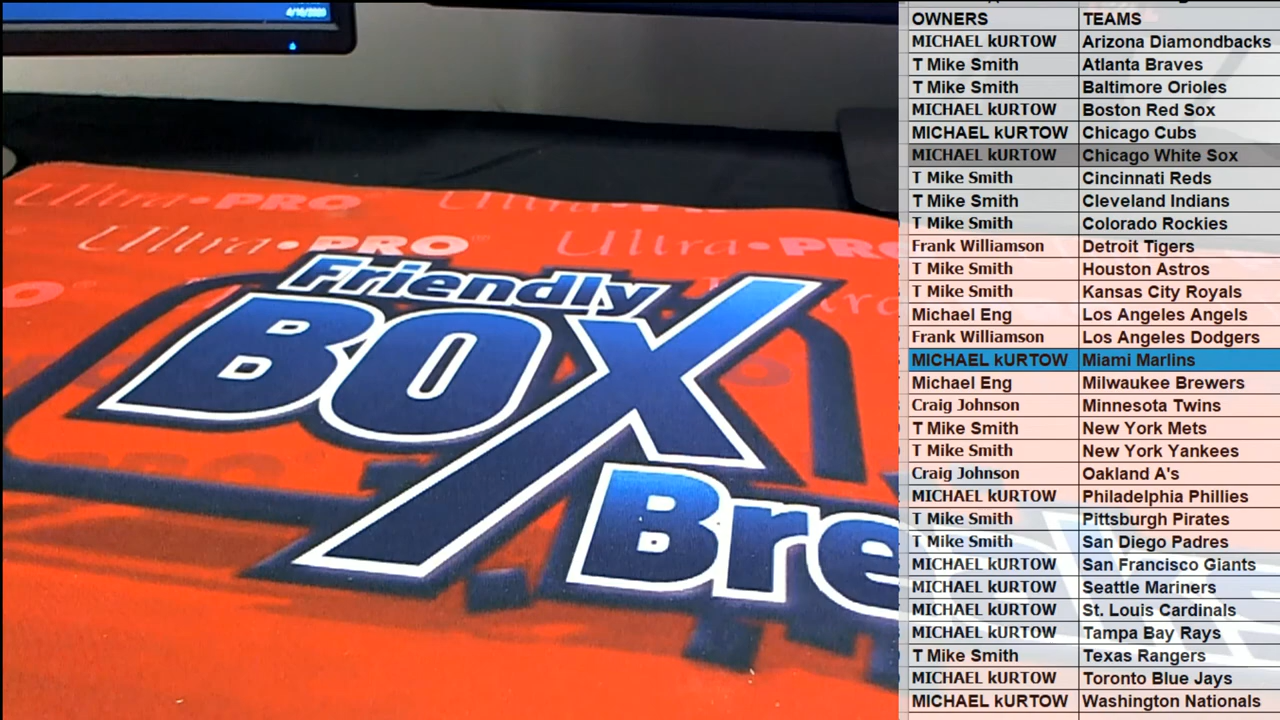 4/16/2023
Ultra•PRO
Ultra•PRO
Ultra•PRO
Friendly
BOX
Bre
OWNERS TEAMS
MICHAEL kURTOW Arizona Diamondbacks
T Mike Smith Atlanta Braves
T Mike Smith Baltimore Orioles
MICHAEL kURTOW Boston Red Sox
MICHAEL kURTOW Chicago Cubs
MICHAEL kURTOW Chicago White Sox
T Mike Smith Cincinnati Reds
T Mike Smith Cleveland Indians
T Mike Smith Colorado Rockies
Frank Williamson Detroit Tigers
T Mike Smith Houston Astros
T Mike Smith Kansas City Royals
Michael Eng Los Angeles Angels
Frank Williamson Los Angeles Dodgers
MICHAEL kURTOW Miami Marlins
Michael Eng Milwaukee Brewers
Craig Johnson Minnesota Twins
T Mike Smith New York Mets
T Mike Smith New York Yankees
Craig Johnson Oakland A's
MICHAEL kURTOW Philadelphia Phillies
T Mike Smith Pittsburgh Pirates
T Mike Smith San Diego Padres
MICHAEL kURTOW San Francisco Giants
MICHAEL kURTOW Seattle Mariners
MICHAEL kURTOW St. Louis Cardinals
MICHAEL kURTOW Tampa Bay Rays
T Mike Smith Texas Rangers
MICHAEL kURTOW Toronto Blue Jays
MICHAEL kURTOW Washington Nationals